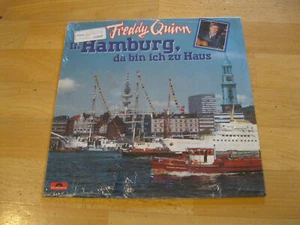 Freddy Quinn
In Hamburg,
da bin ich zu Haus